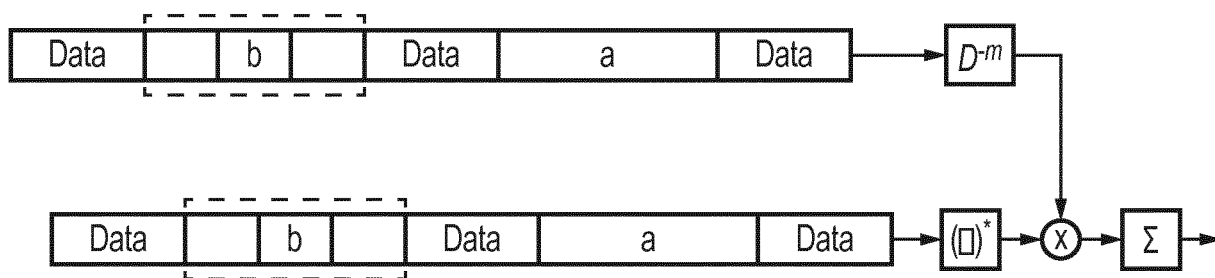 Data b Data a Data D⁻ᵐ
Data b Data a Data (▯)* X Σ